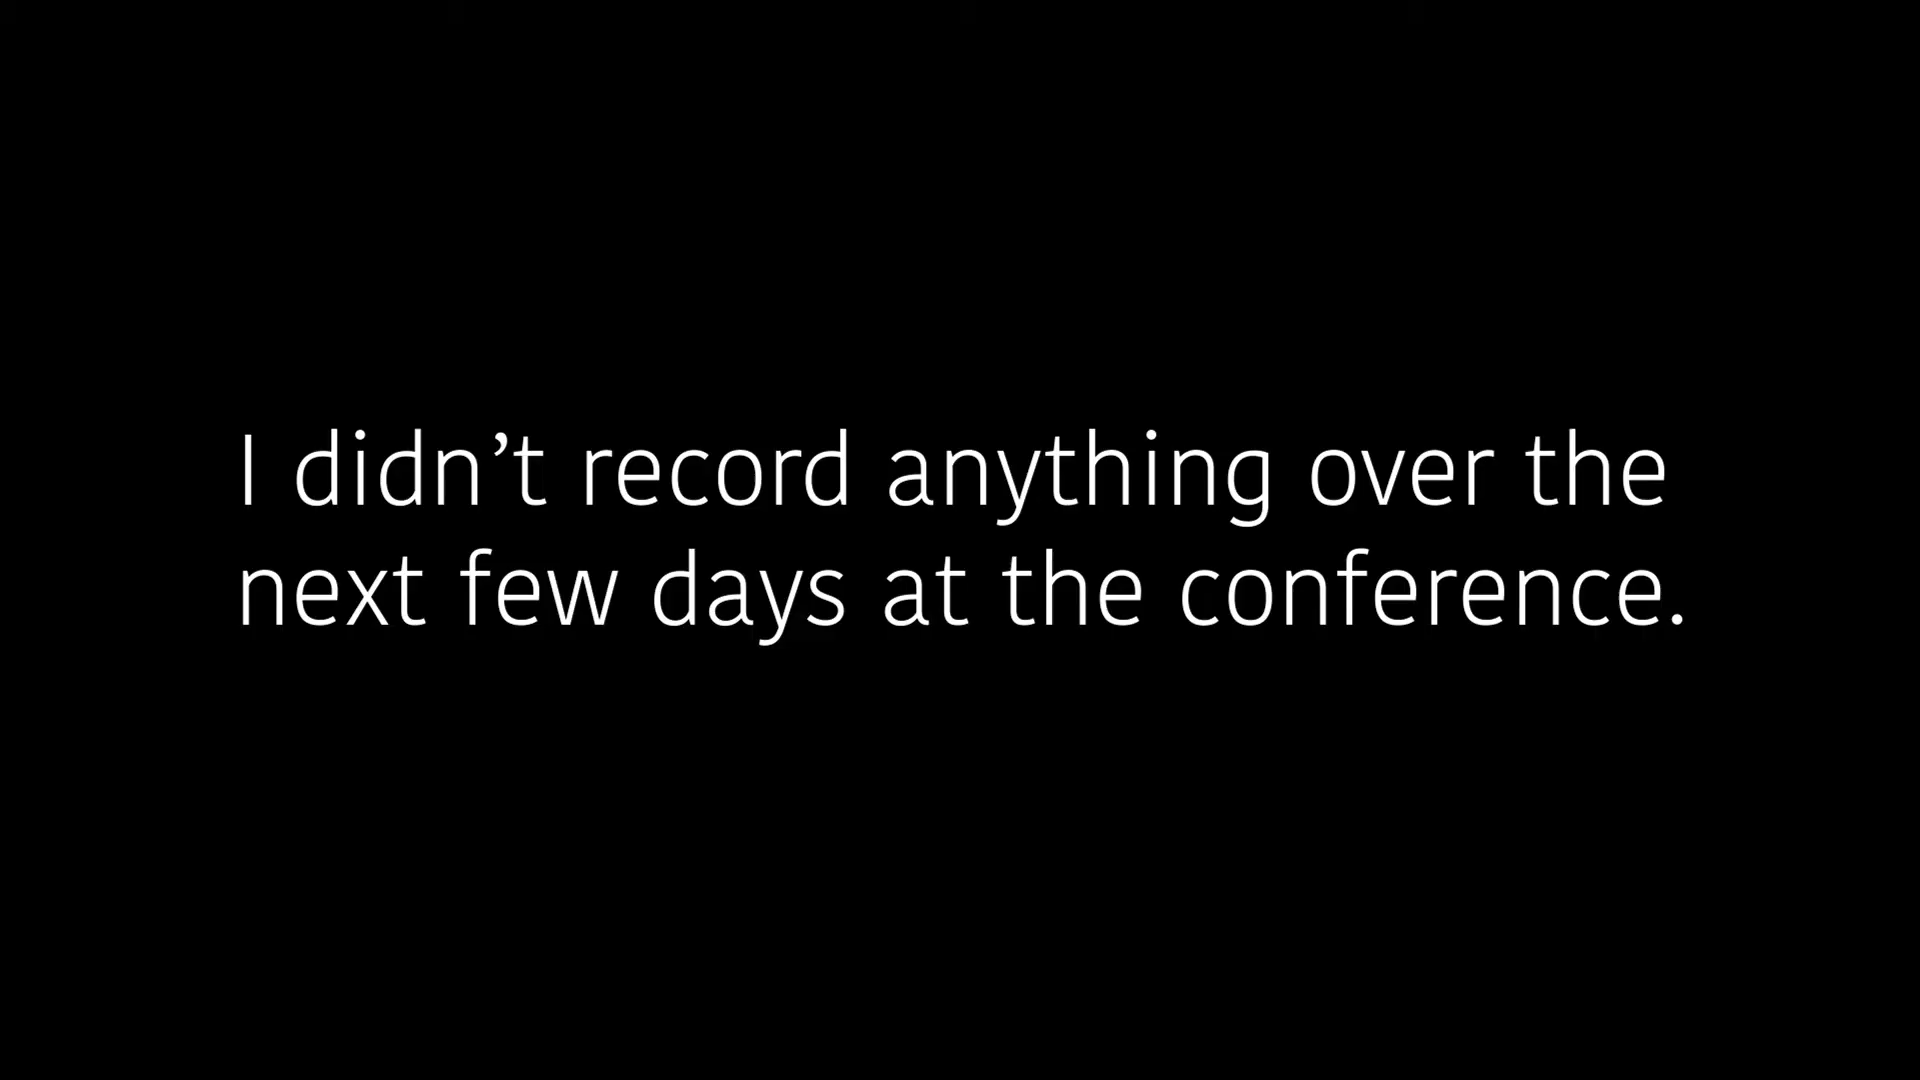 I didn’t record anything over the
next few days at the conference.